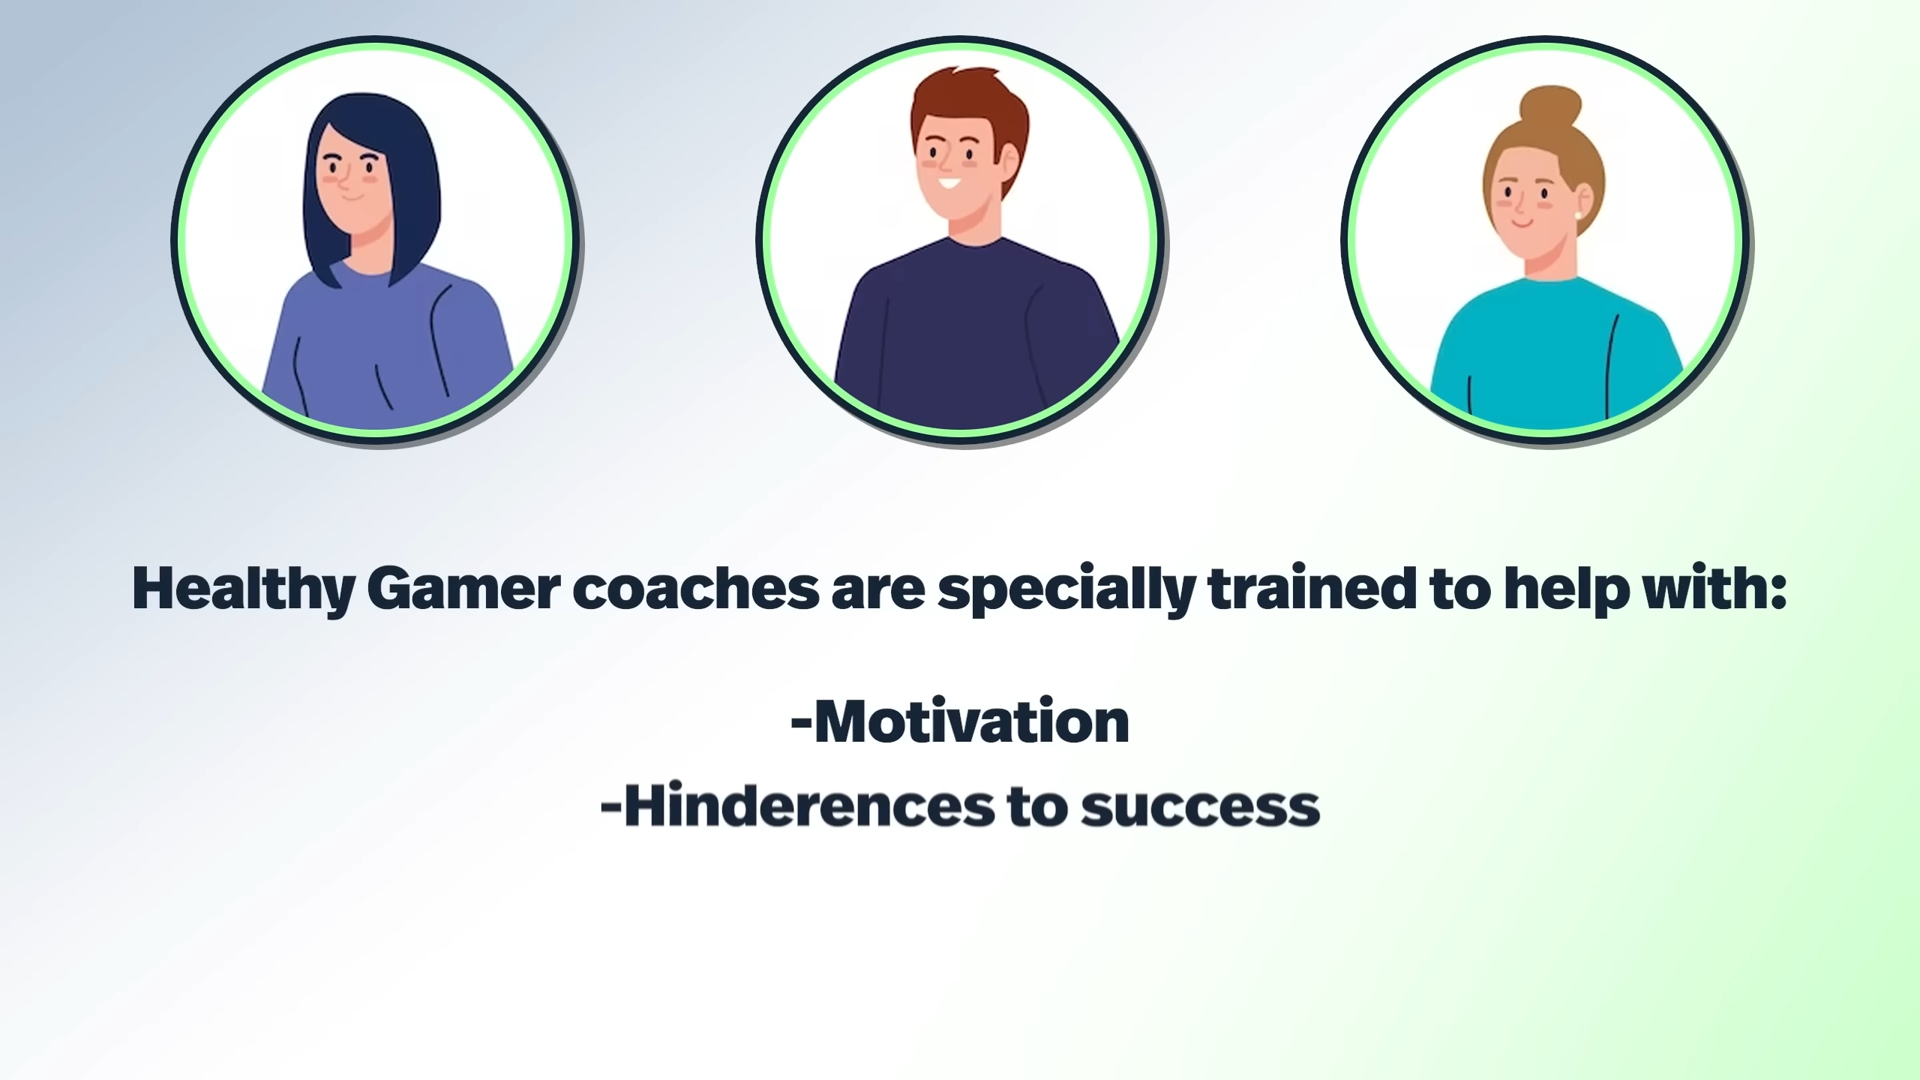 Healthy Gamer coaches are specially trained to help with:
-Motivation
-Hinderences to success